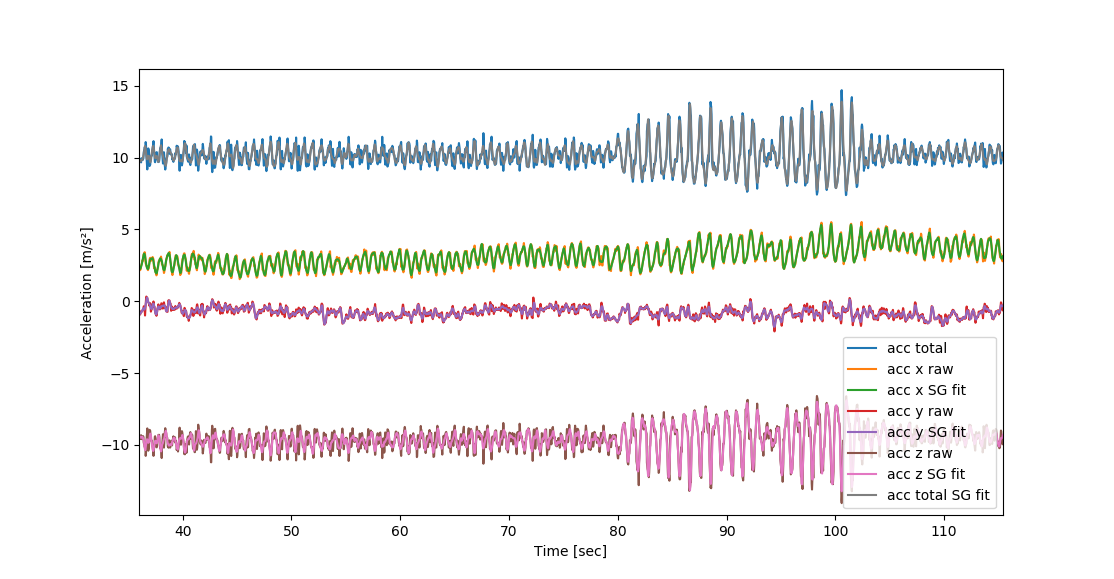 15
10
5
0
−5
−10
Acceleration [m/s²]
40 50 60 70 80 90 100 110
Time [sec]
acc total
acc x raw
acc x SG fit
acc y raw
acc y SG fit
acc z raw
acc z SG fit
acc total SG fit